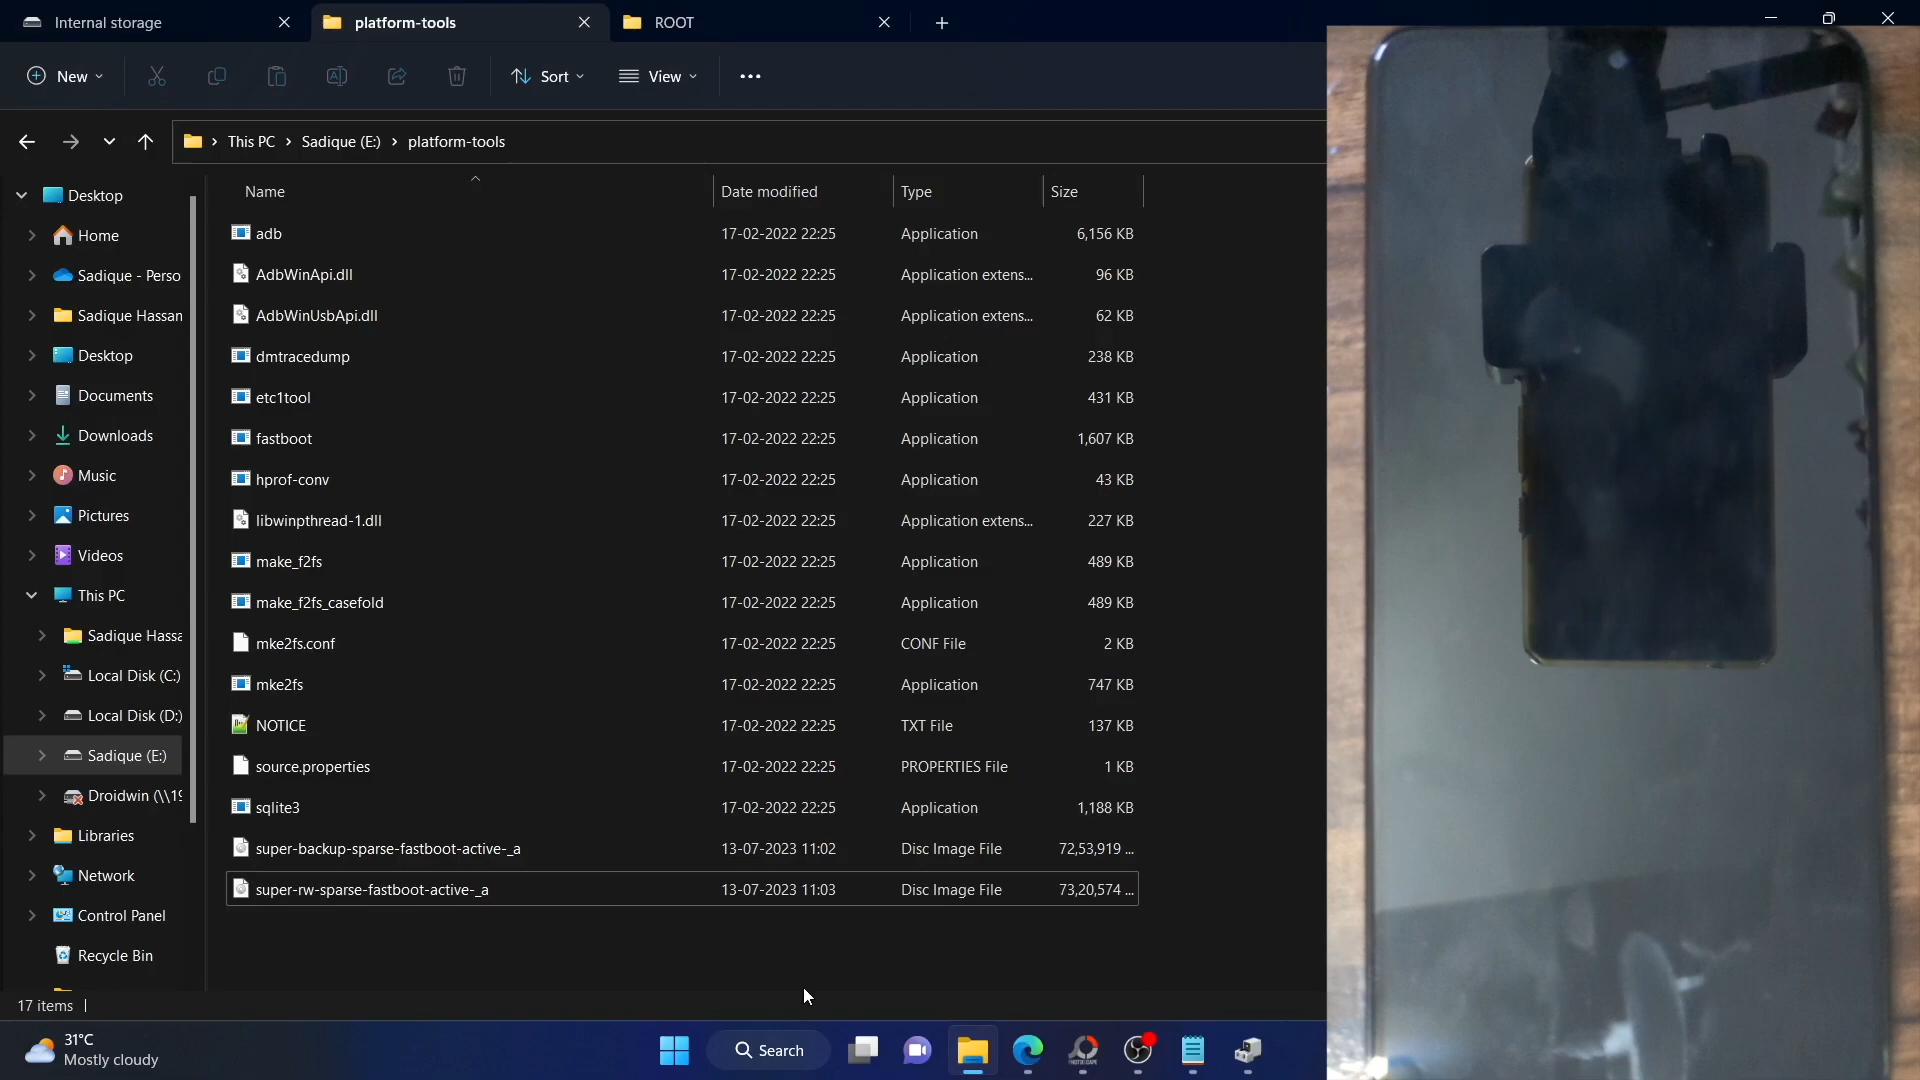 Internal storage
platform-tools
ROOT
New
Sort
View
This PC > Sadique (E:) > platform-tools
Name
Date modified
Type
Size
Desktop
Home
Sadique - Perso
Sadique Hassan
Desktop
Documents
Downloads
Music
Pictures
Videos
This PC
Sadique Hassa
Local Disk (C:)
Local Disk (D:)
Sadique (E:)
Droidwin (\\19
Libraries
Network
Control Panel
Recycle Bin
adb 17-02-2022 22:25 Application 6,156 KB
AdbWinApi.dll 17-02-2022 22:25 Application extens... 96 KB
AdbWinUsbApi.dll 17-02-2022 22:25 Application extens... 62 KB
dmtracedump 17-02-2022 22:25 Application 238 KB
etc1tool 17-02-2022 22:25 Application 431 KB
fastboot 17-02-2022 22:25 Application 1,607 KB
hprof-conv 17-02-2022 22:25 Application 43 KB
libwinpthread-1.dll 17-02-2022 22:25 Application extens... 227 KB
make_f2fs 17-02-2022 22:25 Application 489 KB
make_f2fs_casefold 17-02-2022 22:25 Application 489 KB
mke2fs.conf 17-02-2022 22:25 CONF File 2 KB
mke2fs 17-02-2022 22:25 Application 747 KB
NOTICE 17-02-2022 22:25 TXT File 137 KB
source.properties 17-02-2022 22:25 PROPERTIES File 1 KB
sqlite3 17-02-2022 22:25 Application 1,188 KB
super-backup-sparse-fastboot-active-_a 13-07-2023 11:02 Disc Image File 72,53,919 ...
super-rw-sparse-fastboot-active-_a 13-07-2023 11:03 Disc Image File 73,20,574 ...
17 items
31°C
Mostly cloudy
Search